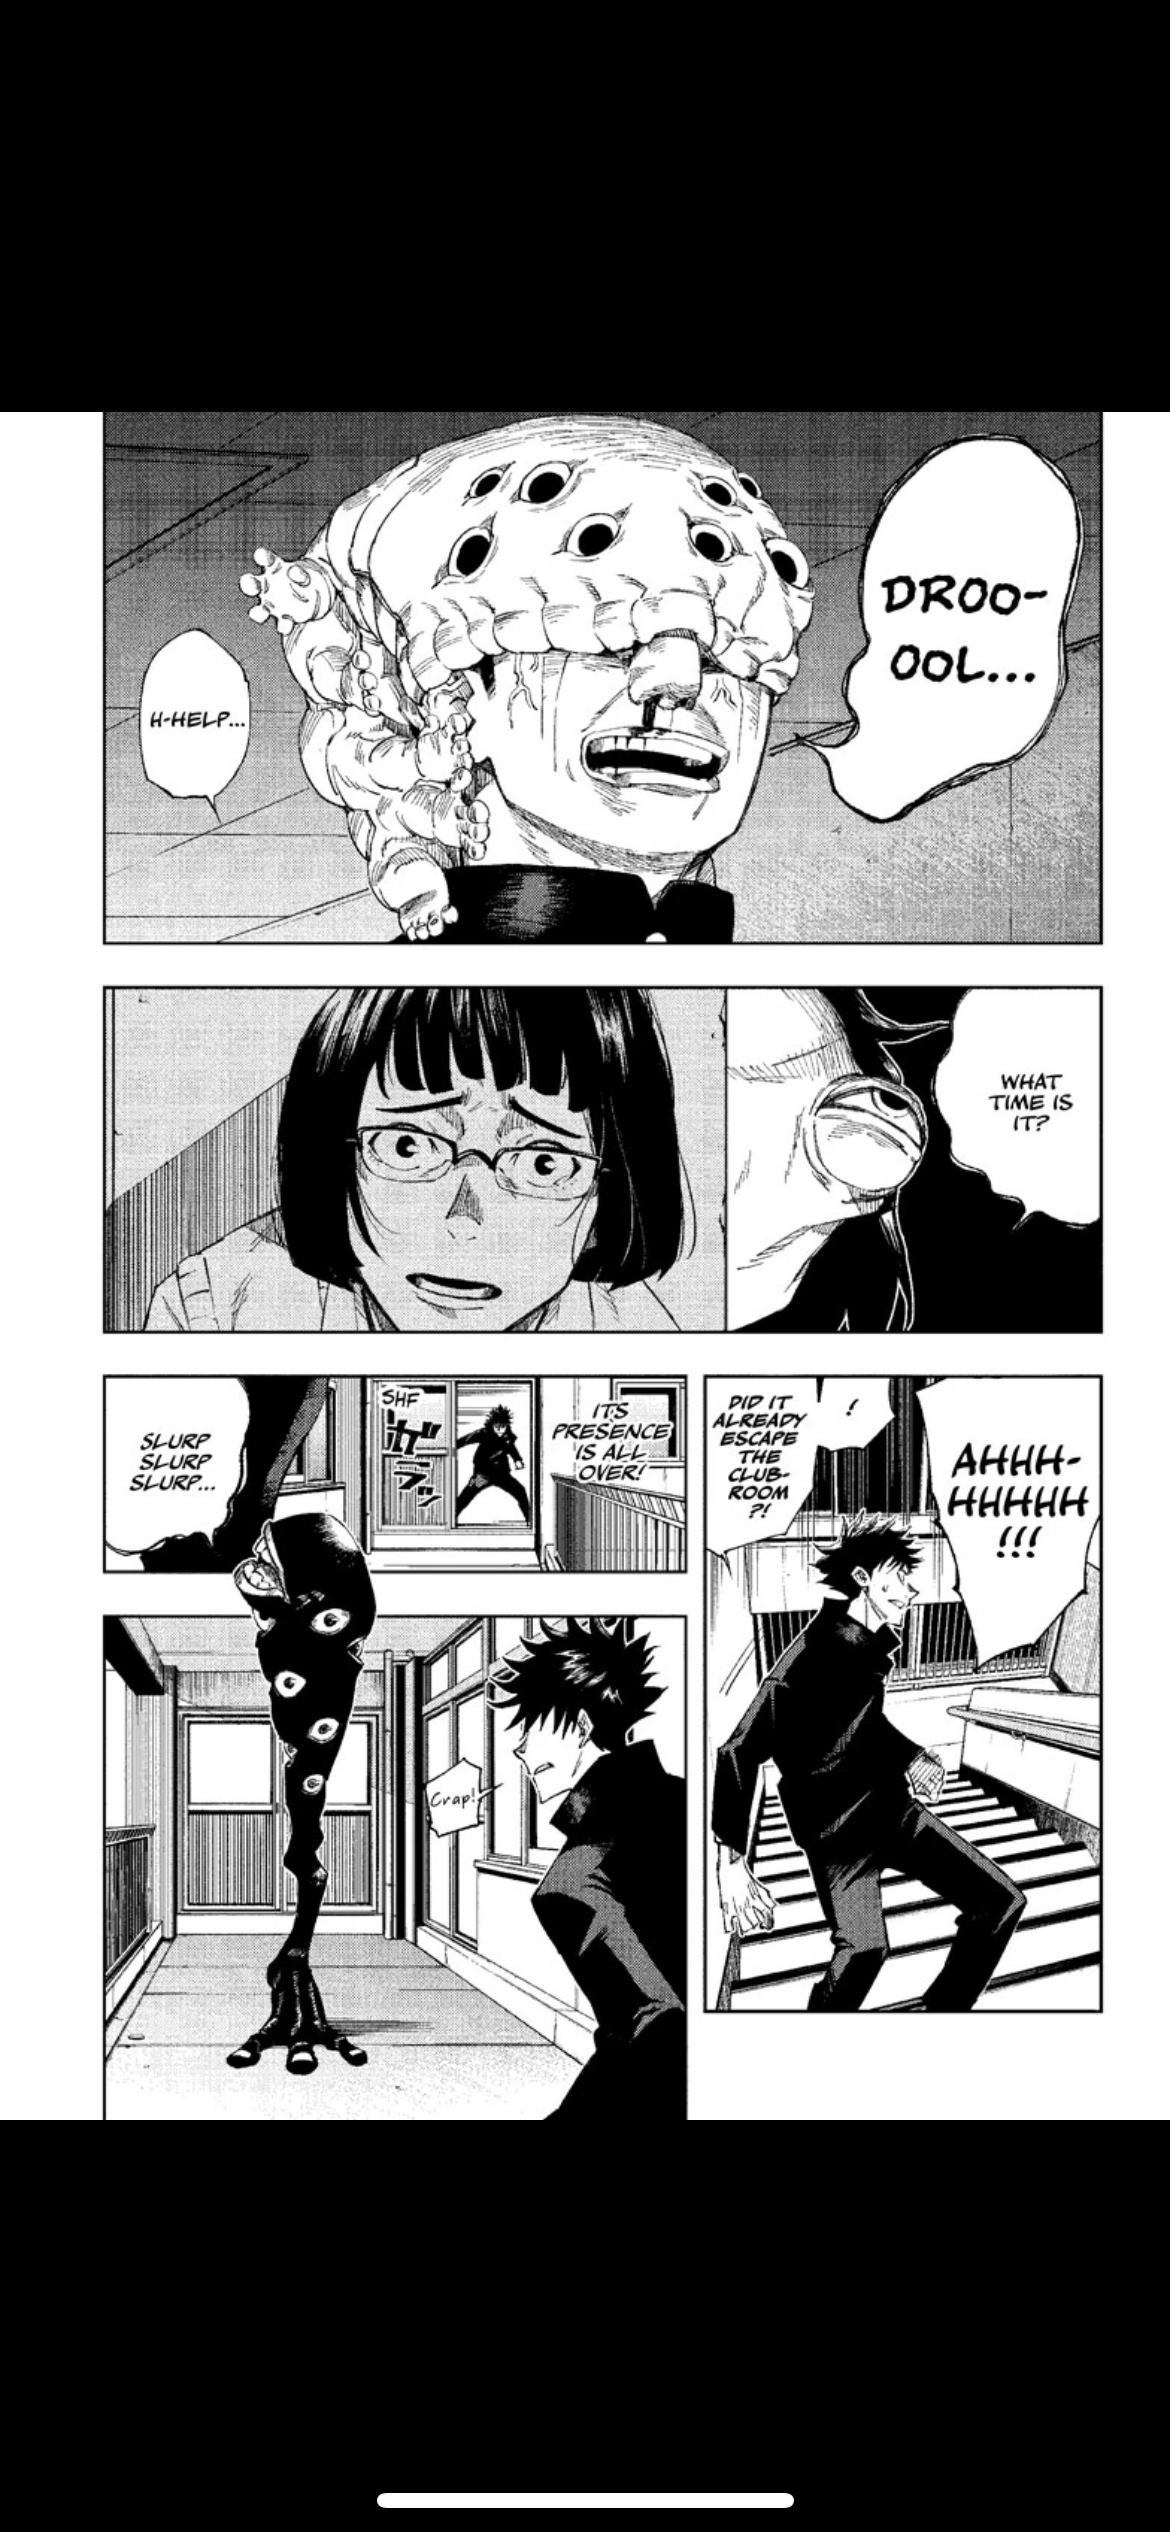 DROO-
OOL...
H-HELP...
WHAT
TIME IS
IT?
AHHH-
HHHHH
!!!
!
DID IT
ALREADY
ESCAPE
THE
CLUB-
ROOM
?!
ITS
PRESENCE
IS ALL
OVER!
SHF
ガラッ
SLURP
SLURP
SLURP...
Crap!